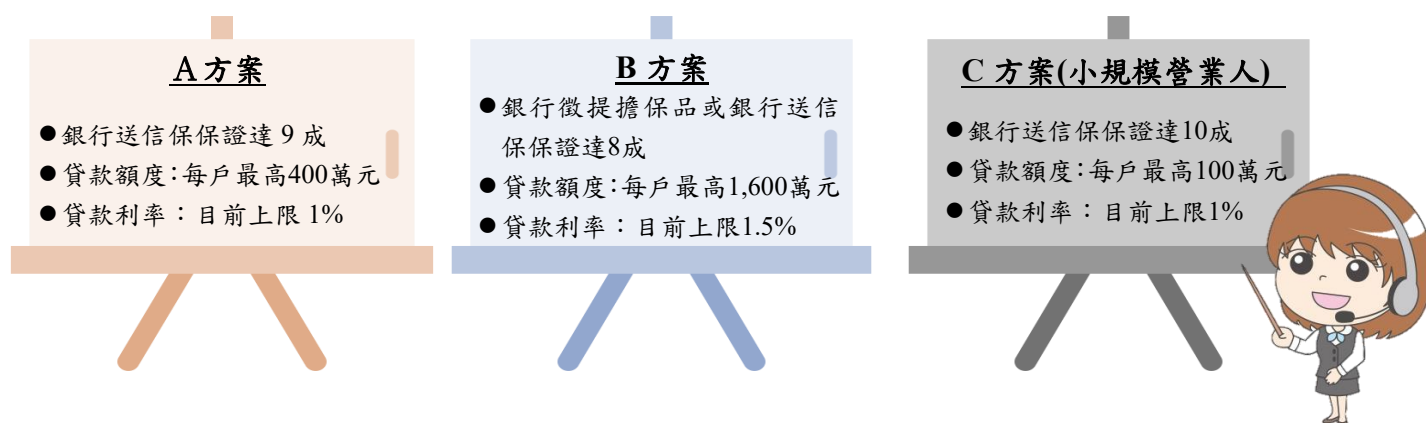 A方案
●銀行送信保保證達 9 成
●貸款額度：每戶最高400萬元
●貸款利率：目前上限 1%
B 方案
●銀行徵提擔保品或銀行送信
保保證達8成
●貸款額度：每戶最高1,600萬元
●貸款利率：目前上限1.5%
C 方案(小規模營業人)
●銀行送信保保證達10成
●貸款額度：每戶最高100萬元
●貸款利率：目前上限1%